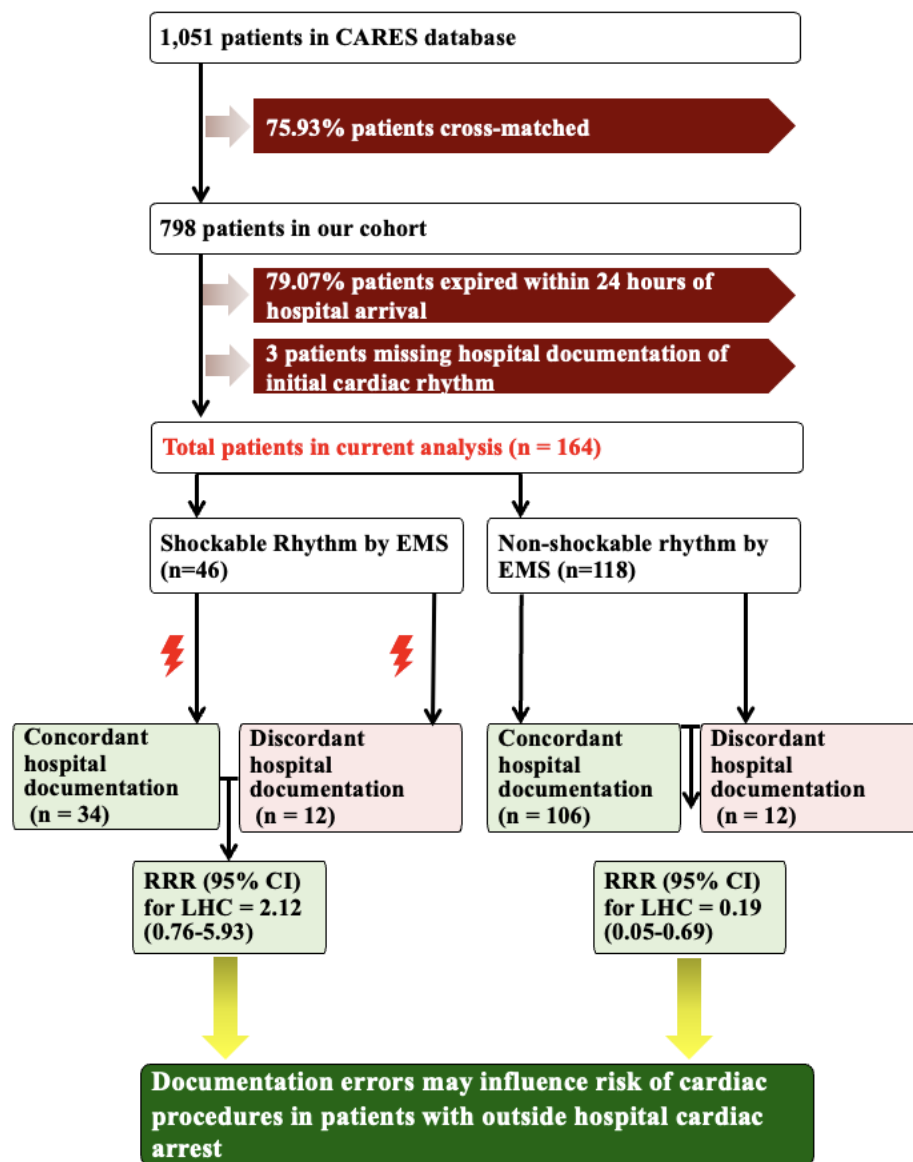 1,051 patients in CARES database
75.93% patients cross-matched
798 patients in our cohort
79.07% patients expired within 24 hours of
hospital arrival
3 patients missing hospital documentation of
initial cardiac rhythm
Total patients in current analysis (n = 164)
Shockable Rhythm by EMS
(n=46)
Non-shockable rhythm by
EMS (n=118)
Concordant
hospital
documentation
(n = 34)
Discordant
hospital
documentation
(n = 12)
Concordant
hospital
documentation
(n = 106)
Discordant
hospital
documentation
(n = 12)
RRR (95% CI)
for LHC = 2.12
(0.76-5.93)
RRR (95% CI)
for LHC = 0.19
(0.05-0.69)
Documentation errors may influence risk of cardiac
procedures in patients with outside hospital cardiac
arrest